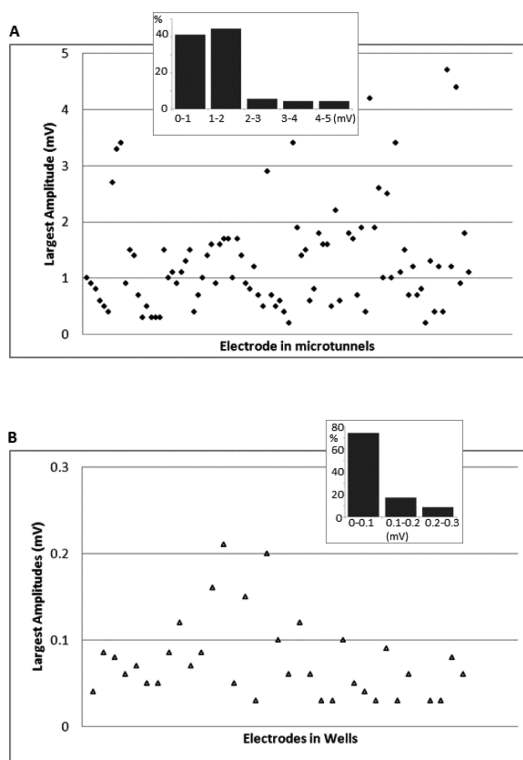 A
%
40
20
0
0-1 1-2 2-3 3-4 4-5 (mV)
5
4
3
2
1
0
Largest Amplitude (mV)
Electrode in microtunnels
B
80
%
60
40
20
0
0-0.1 0.1-0.2 0.2-0.3
(mV)
0.3
0.2
0.1
0
Largest Amplitudes (mV)
Electrodes in Wells